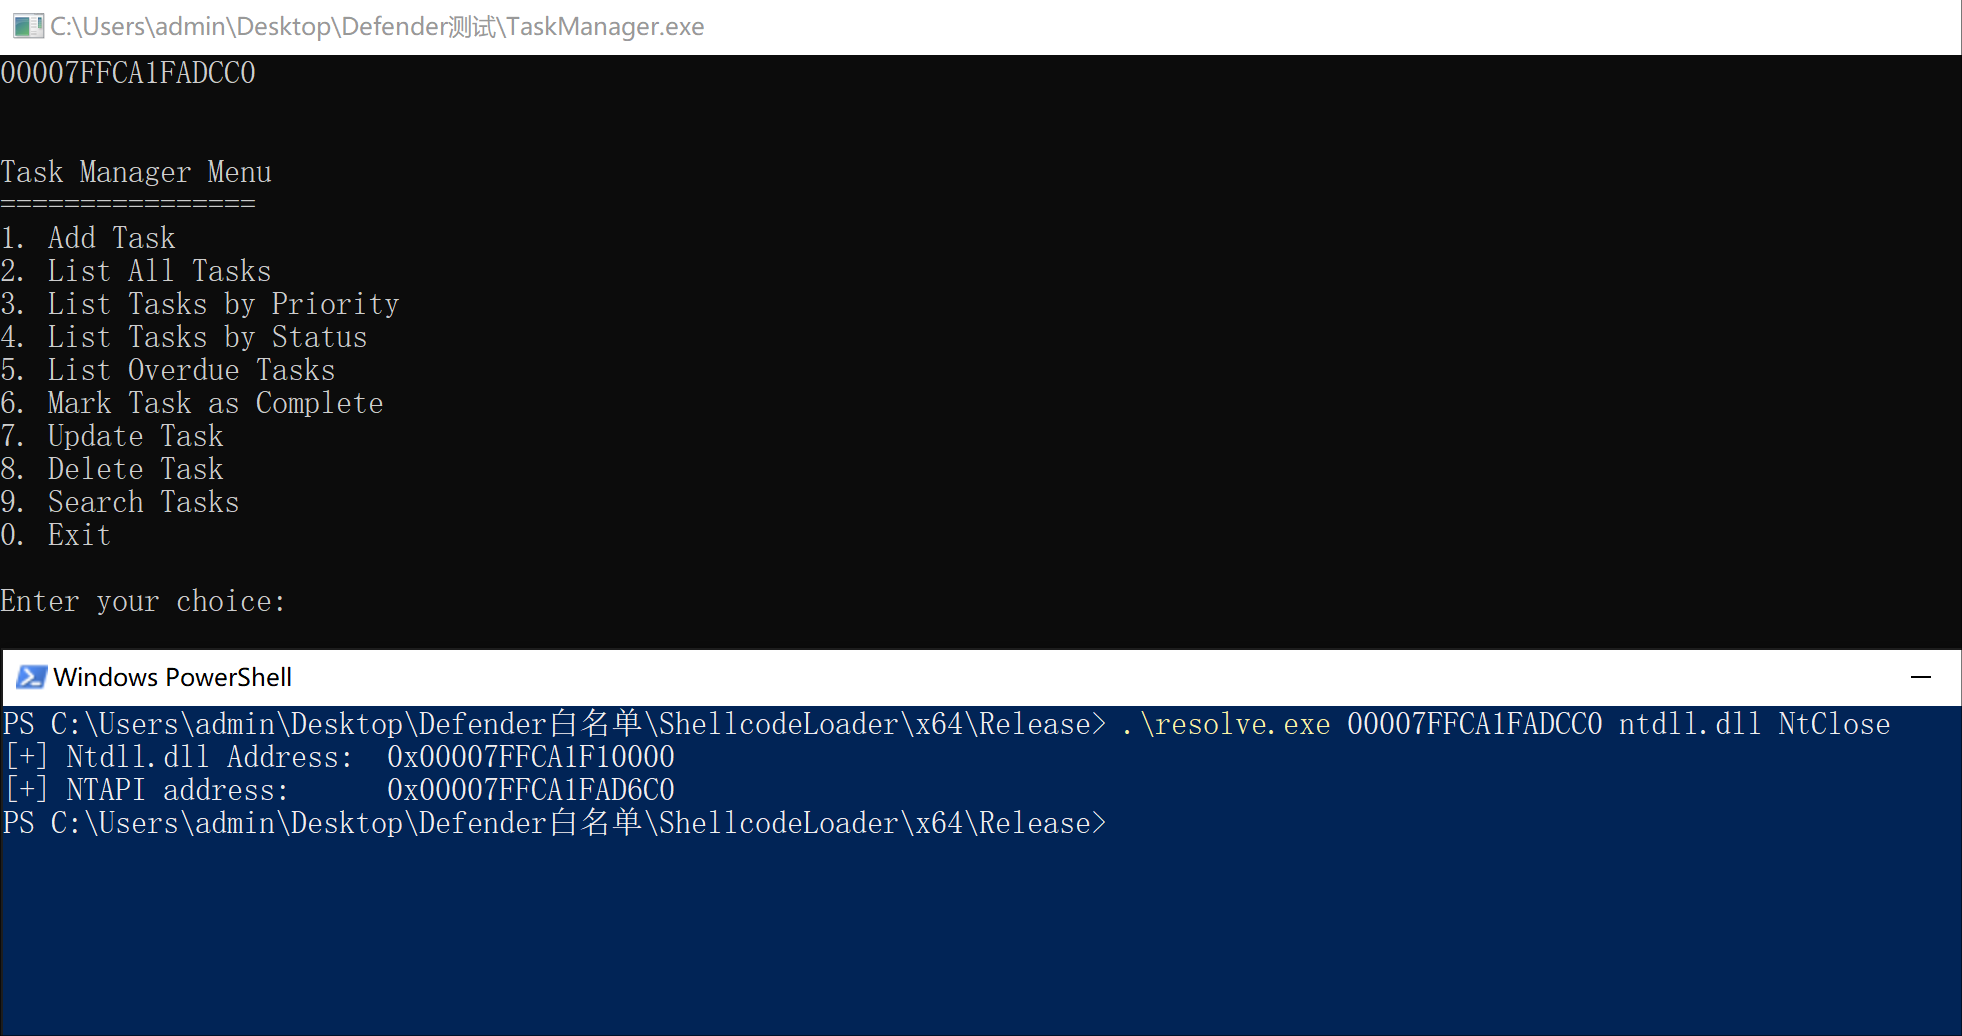 C:\Users\admin\Desktop\Defender测试\TaskManager.exe
00007FFCA1FADCC0
Task Manager Menu
================
1. Add Task
2. List All Tasks
3. List Tasks by Priority
4. List Tasks by Status
5. List Overdue Tasks
6. Mark Task as Complete
7. Update Task
8. Delete Task
9. Search Tasks
0. Exit
Enter your choice:
Windows PowerShell
PS C:\Users\admin\Desktop\Defender白名单\ShellcodeLoader\x64\Release> .\resolve.exe 00007FFCA1FADCC0 ntdll.dll NtClose
[+] Ntdll.dll Address:  0x00007FFCA1F10000
[+] NTAPI address:      0x00007FFCA1FAD6C0
PS C:\Users\admin\Desktop\Defender白名单\ShellcodeLoader\x64\Release>